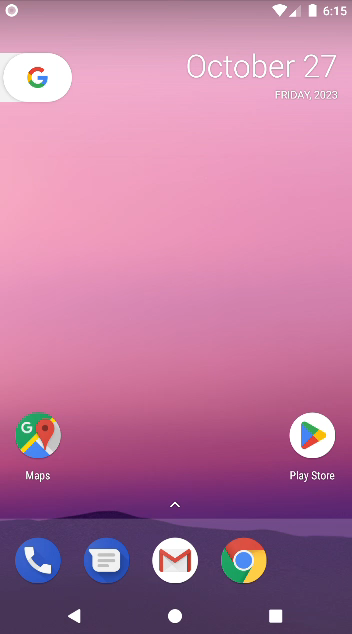 6:15
October 27
FRIDAY, 2023
Maps
Play Store